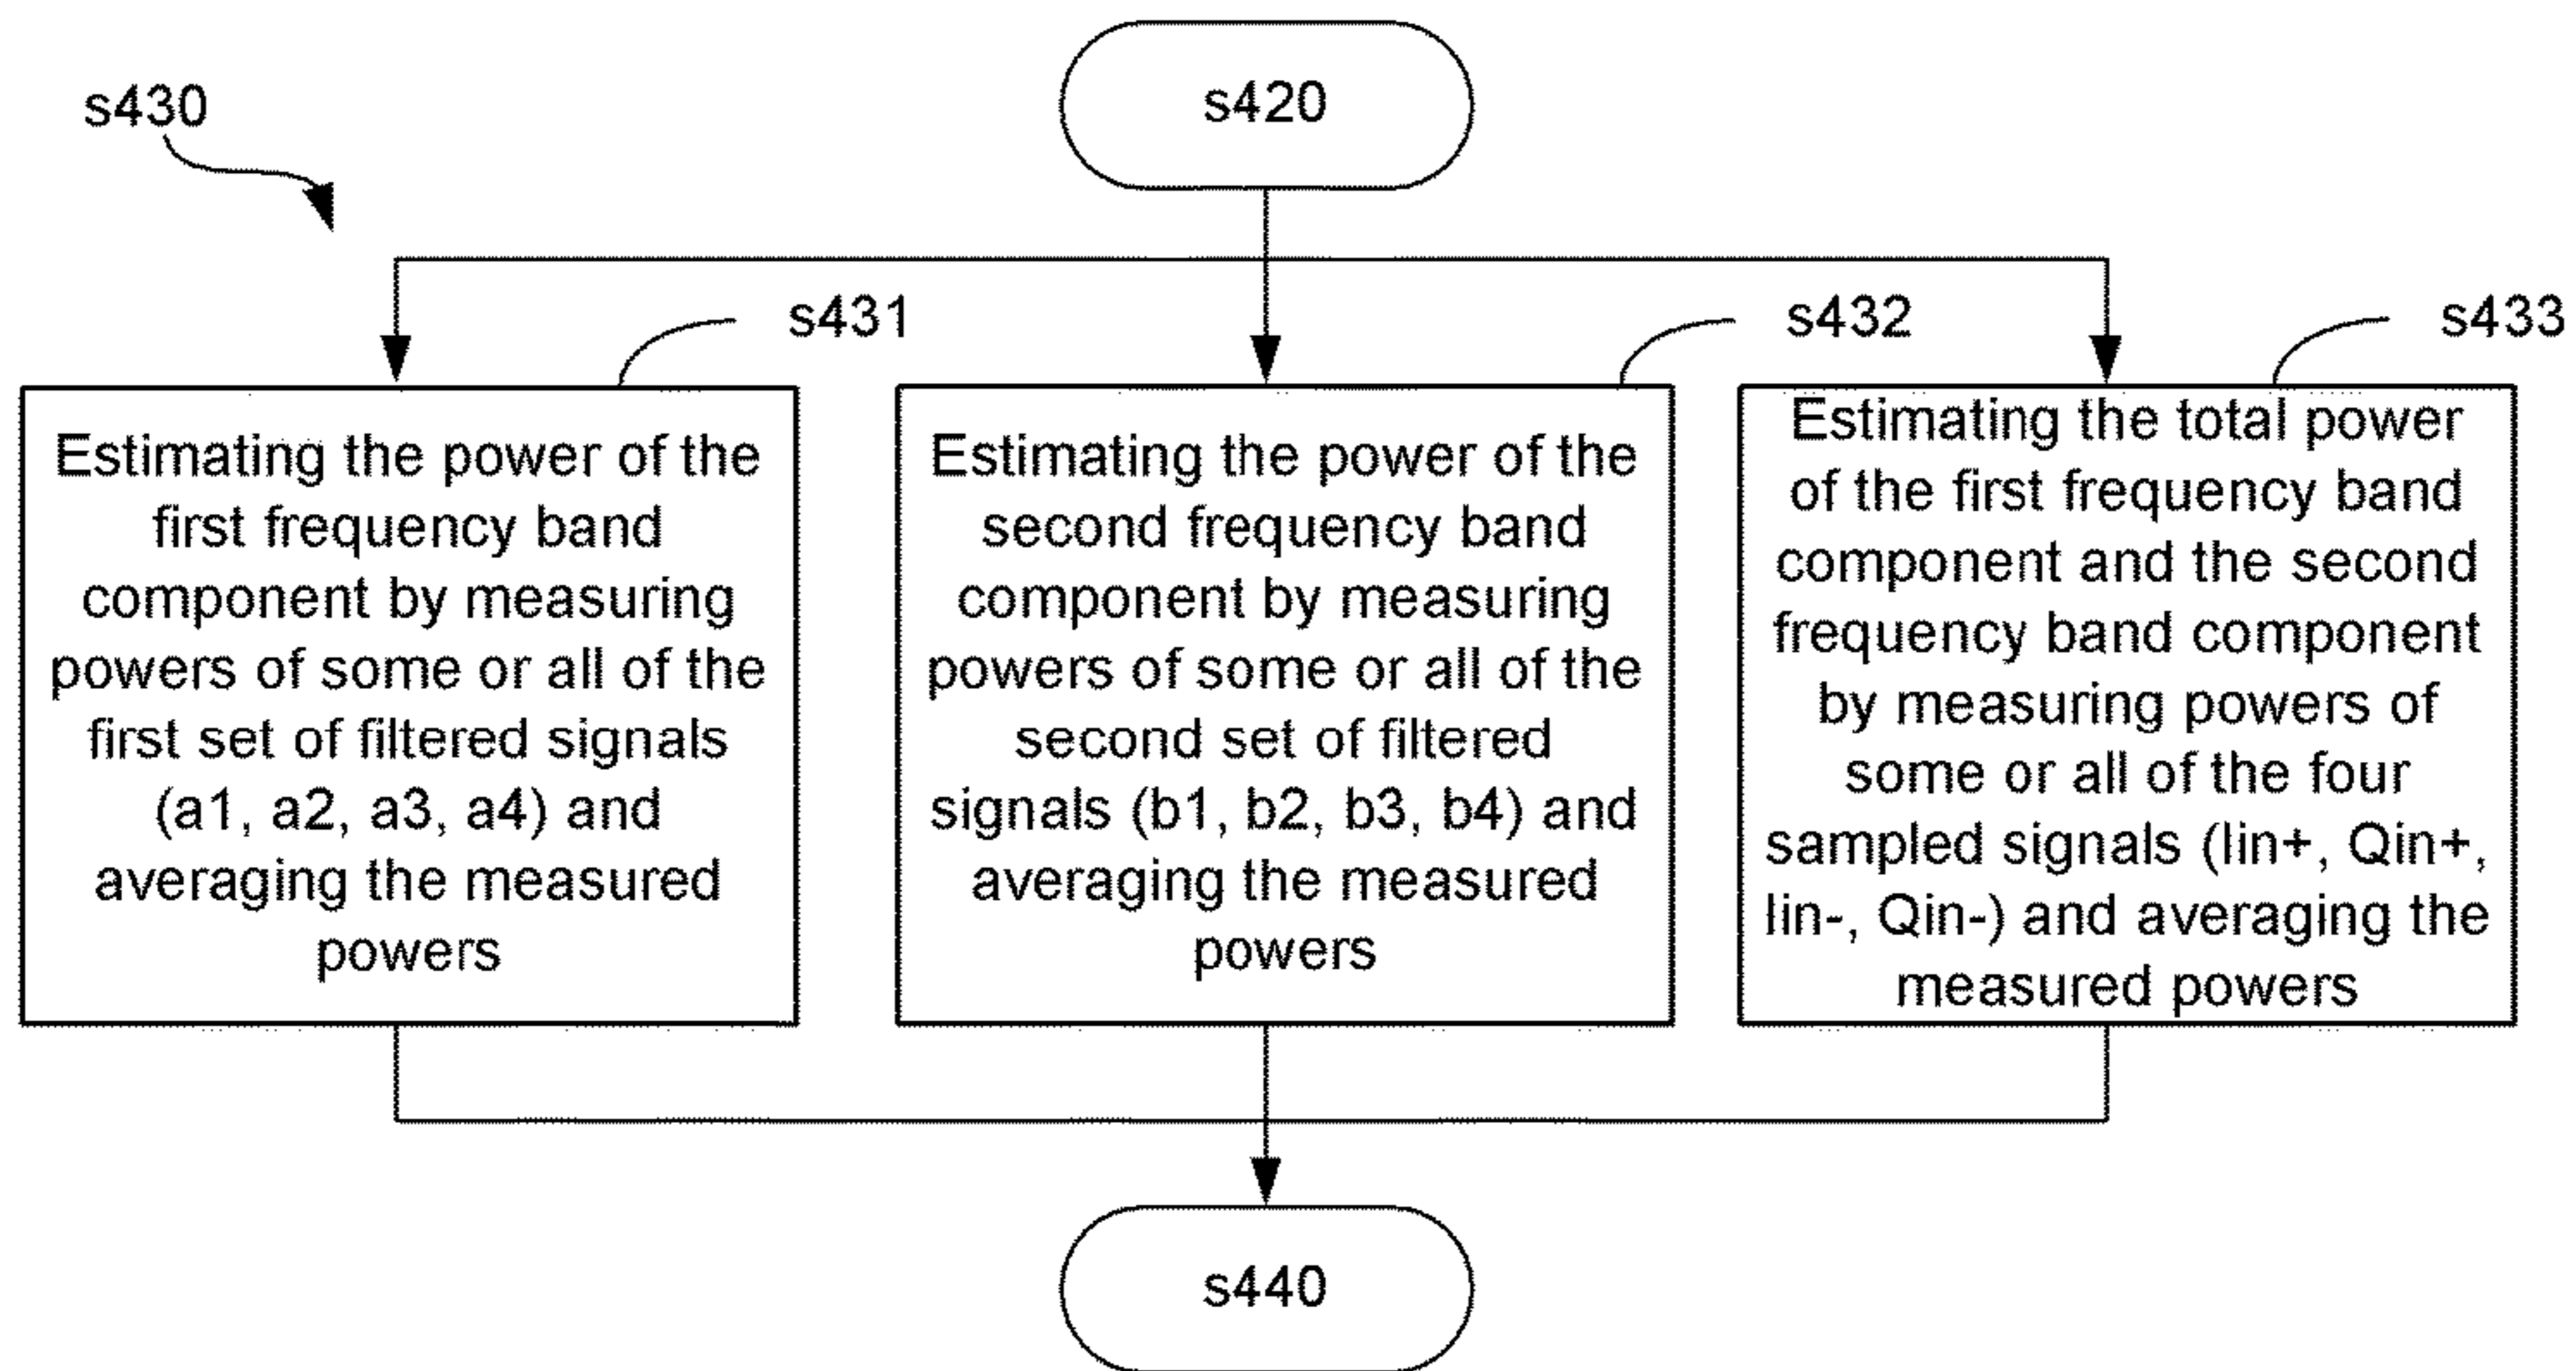 s420
s430
s431
Estimating the power of the
first frequency band
component by measuring
powers of some or all of the
first set of filtered signals
(a1, a2, a3, a4) and
averaging the measured
powers
s432
Estimating the power of the
second frequency band
component by measuring
powers of some or all of the
second set of filtered
signals (b1, b2, b3, b4) and
averaging the measured
powers
s433
Estimating the total power
of the first frequency band
component and the second
frequency band component
by measuring powers of
some or all of the four
sampled signals (Iin+, Qin+,
Iin-, Qin-) and averaging the
measured powers
s440